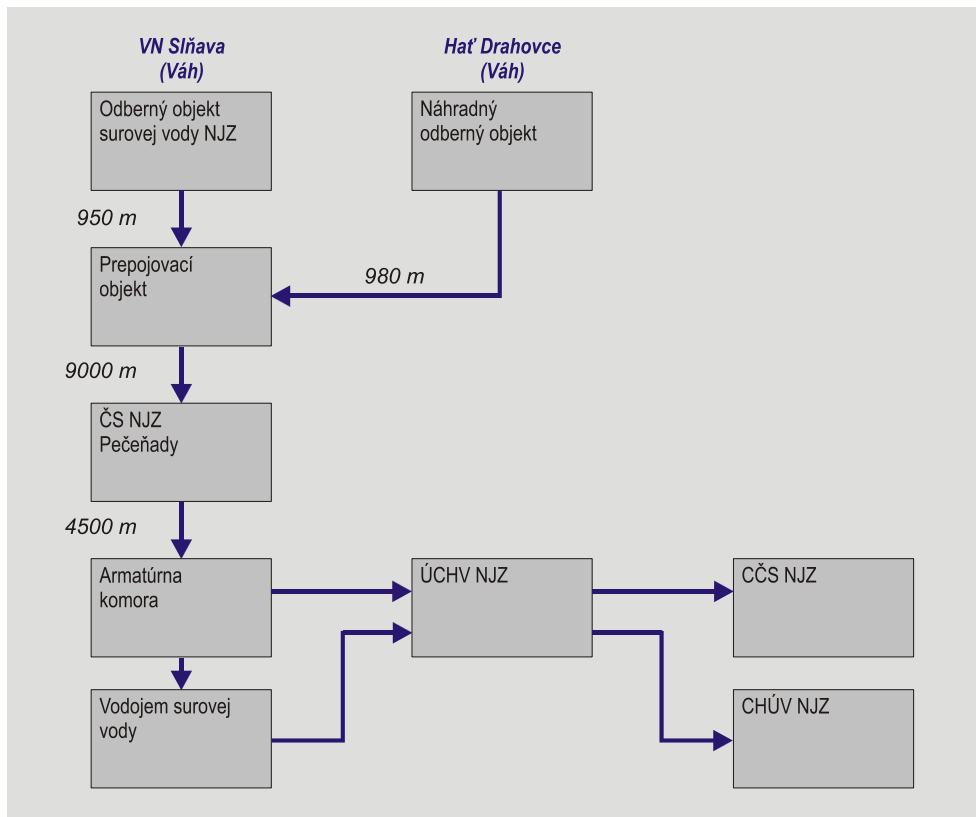 VN Slňava
(Váh)
Hať Drahovce
(Váh)
Odberný objekt
surovej vody NJZ
Náhradný
odberný objekt
950 m
Prepojovací
objekt
980 m
9000 m
ČS NJZ
Pečeňady
4500 m
Armatúrna
komora
ÚCHV NJZ
CČS NJZ
Vodojem surovej
vody
CHÚV NJZ